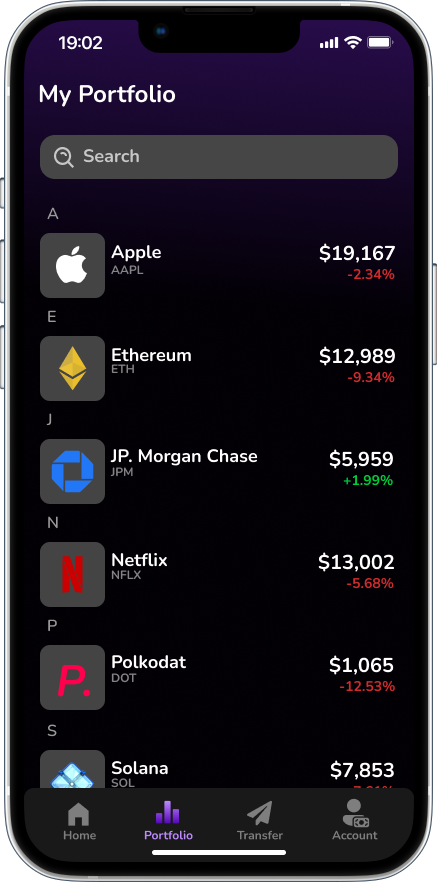 19:02
My Portfolio
Search
A
Apple
AAPL
$19,167
-2.34%
E
Ethereum
ETH
$12,989
-9.34%
J
JP. Morgan Chase
JPM
$5,959
+1.99%
N
Netflix
NFLX
$13,002
-5.68%
P
P.
Polkodat
DOT
$1,065
-12.53%
S
Solana
SOL
$7,853
Home
Portfolio
Transfer
Account